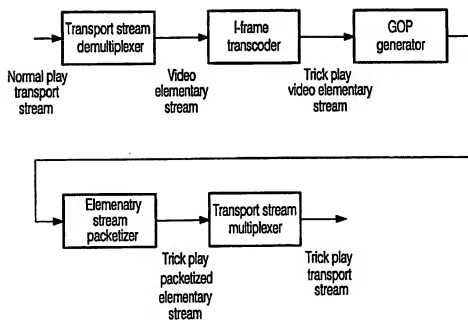 Transport stream
demultiplexer
I-frame
transcoder
GOP
generator
Normal play
transport
stream
Video
elementary
stream
Trick play
video elementary
stream
Elemenatry
stream
packetizer
Transport stream
multiplexer
Trick play
packetized
elementary
stream
Trick play
transport
stream